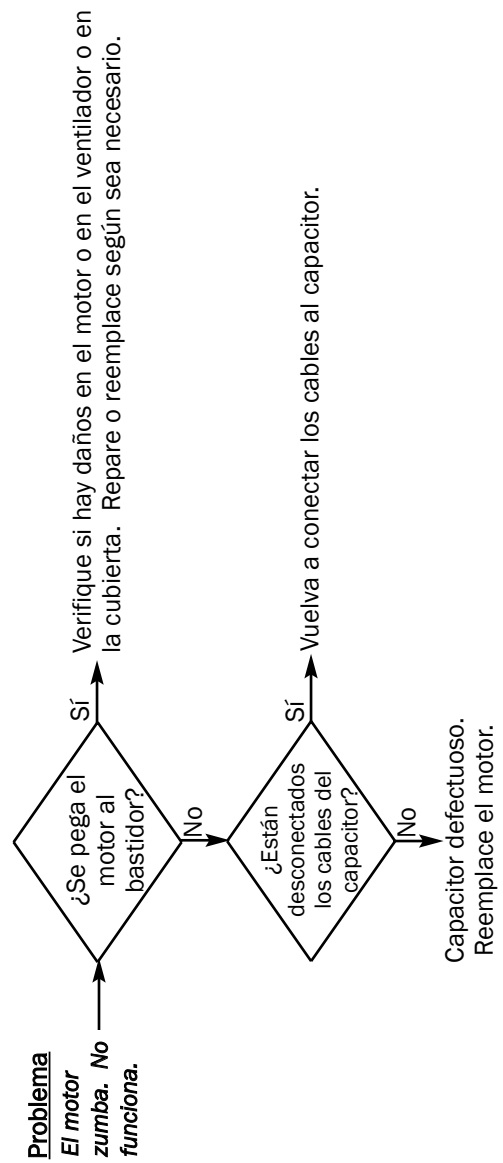 Problema
El motor
zumba. No
funciona.
¿Se pega el
motor al
bastidor?
Sí
Verifique si hay daños en el motor o en el ventilador o en
la cubierta. Repare o reemplace según sea necesario.
No
¿Están
desconectados
los cables del
capacitor?
Sí
Vuelva a conectar los cables al capacitor.
No
Capacitor defectuoso.
Reemplace el motor.